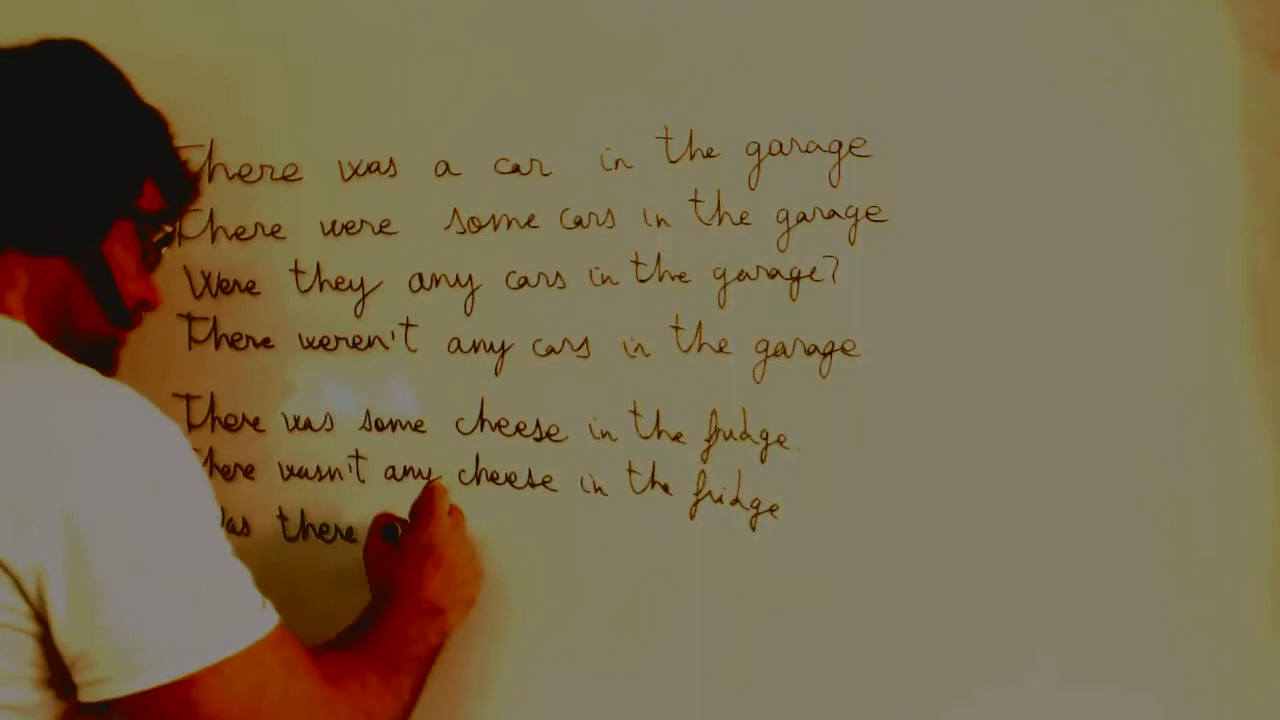 There was a car in the garage
There were some cars in the garage
Were they any cars in the garage?
There weren't any cars in the garage
There was some cheese in the fridge.
There wasn't any cheese in the fridge
Was there